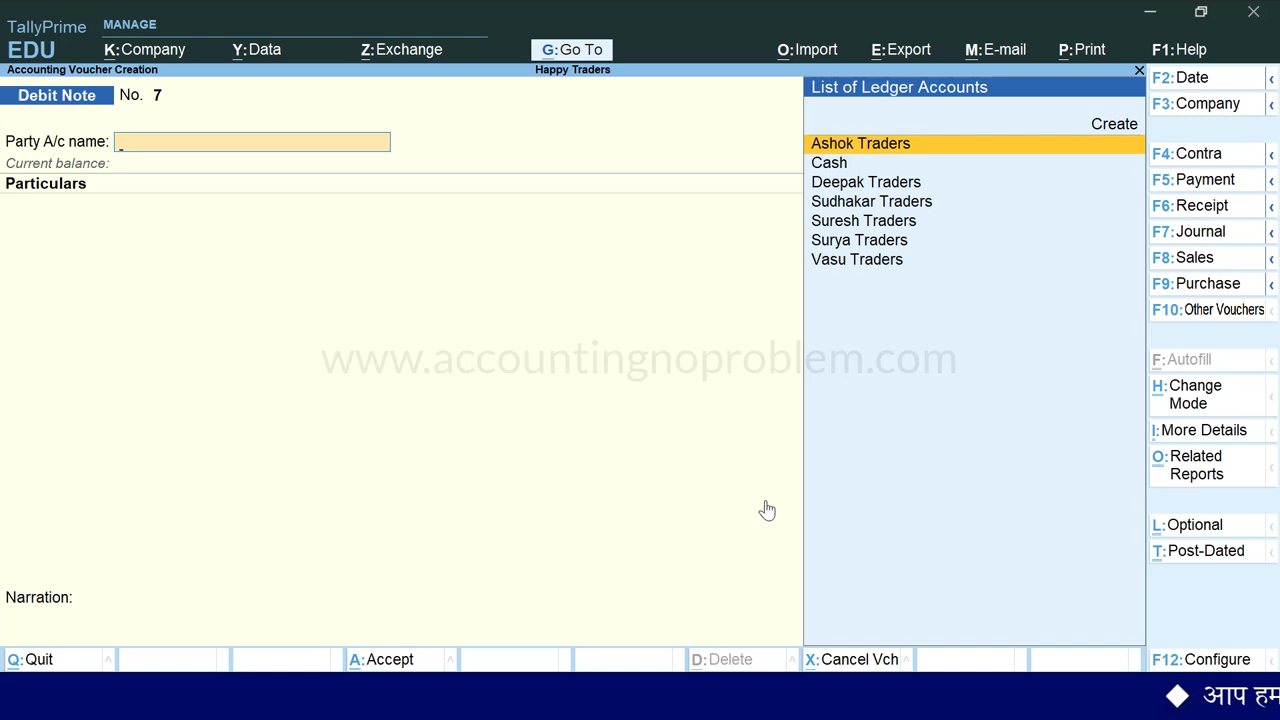 TallyPrime
EDU
MANAGE
K:Company
Y:Data
Z:Exchange
G:Go To
O:Import
E:Export
M:E-mail
P:Print
F1:Help
Accounting Voucher Creation
Happy Traders
Debit Note No. 7
Party A/c name:
Current balance:
Particulars
Narration:
List of Ledger Accounts
Create
Ashok Traders
Cash
Deepak Traders
Sudhakar Traders
Suresh Traders
Surya Traders
Vasu Traders
F2:Date
F3:Company
F4:Contra
F5:Payment
F6:Receipt
F7:Journal
F8:Sales
F9:Purchase
F10:Other Vouchers
F:Autofill
H:Change
Mode
I:More Details
O:Related
Reports
L:Optional
T:Post-Dated
www.accountingnoproblem.com
Q:Quit
A:Accept
D:Delete
X:Cancel Vch
F12:Configure
आप हम